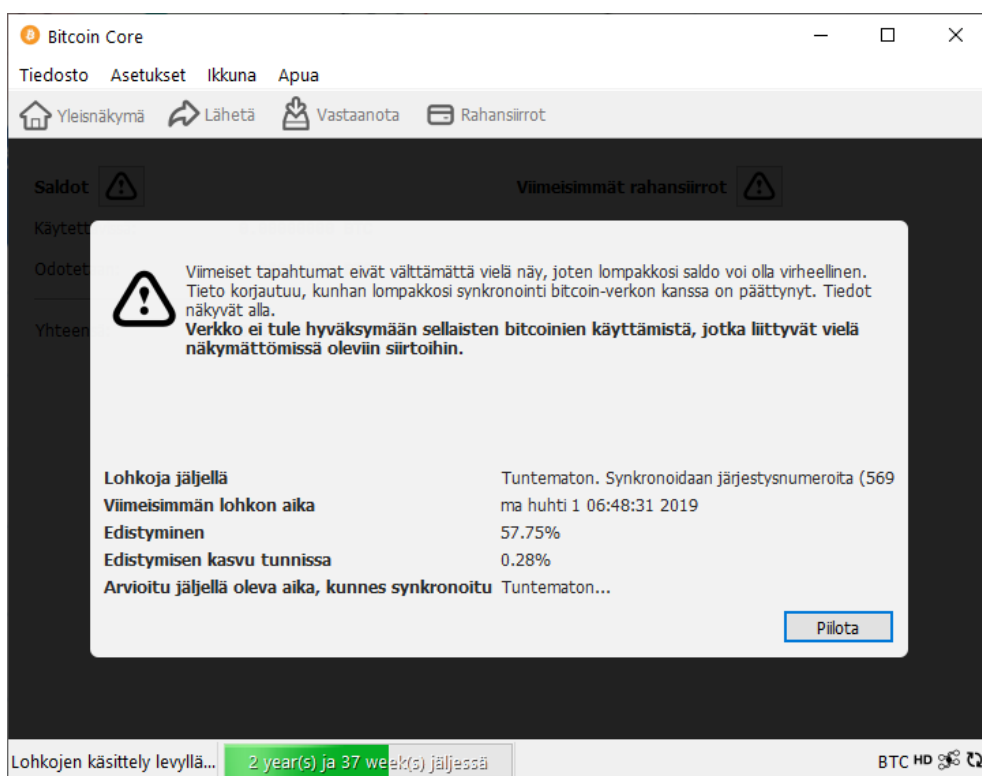 Bitcoin Core
Tiedosto Asetukset Ikkuna Apua
Yleisnäkymä Lähetä Vastaanota Rahansiirrot
Saldot Viimeisimmät rahansiirrot
Viimeiset tapahtumat eivät välttämättä vielä näy, joten lompakkosi saldo voi olla virheellinen.
Tieto korjautuu, kunhan lompakkosi synkronointi bitcoin-verkon kanssa on päättynyt. Tiedot
näkyvät alla.
Verkko ei tule hyväksymään sellaisten bitcoinien käyttämistä, jotka liittyvät vielä
näkymättömissä oleviin siirtoihin.
Lohkoja jäljellä Tuntematon. Synkronoidaan järjestysnumeroita (569
Viimeisimmän lohkon aika ma huhti 1 06:48:31 2019
Edistyminen 57.75%
Edistymisen kasvu tunnissa 0.28%
Arvioitu jäljellä oleva aika, kunnes synkronoitu Tuntematon...
Piilota
Lohkojen käsittely levyllä... 2 year(s) ja 37 week(s) jäljessä BTC HD